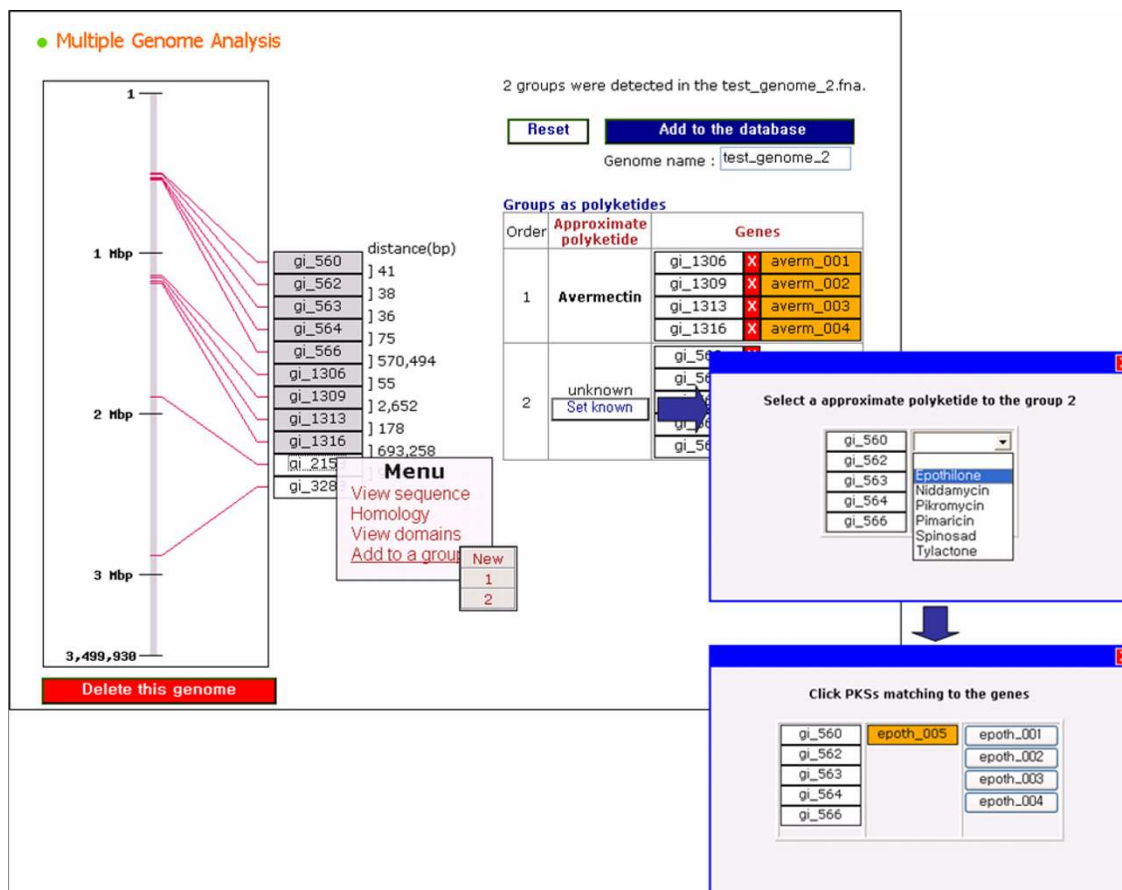 Multiple Genome Analysis
1
1 Mbp
2 Mbp
3 Mbp
3,499,930
distance(bp)
gi_560
] 41
gi_562
] 38
gi_563
] 36
gi_564
] 75
gi_566
] 570,494
gi_1306
] 55
gi_1309
] 2,652
gi_1313
] 178
gi_1316
] 693,258
gi_2153
gi_3283
Menu
View sequence
Homology
View domains
Add to a group
New
1
2
Delete this genome
2 groups were detected in the test_genome_2.fna.
Reset
Add to the database
Genome name : test_genome_2
Groups as polyketides
Order
Approximate
polyketide
Genes
1
Avermectin
gi_1306 X averm_001
gi_1309 X averm_002
gi_1313 X averm_003
gi_1316 X averm_004
2
unknown
Set known
Select a approximate polyketide to the group 2
gi_560
gi_562
gi_563
gi_564
gi_566
Epothilone
Niddamycin
Pikromycin
Pimaricin
Spinosad
Tylactone
Click PKSs matching to the genes
gi_560 epoth_005 epoth_001
gi_562 epoth_002
gi_563 epoth_003
gi_564 epoth_004
gi_566